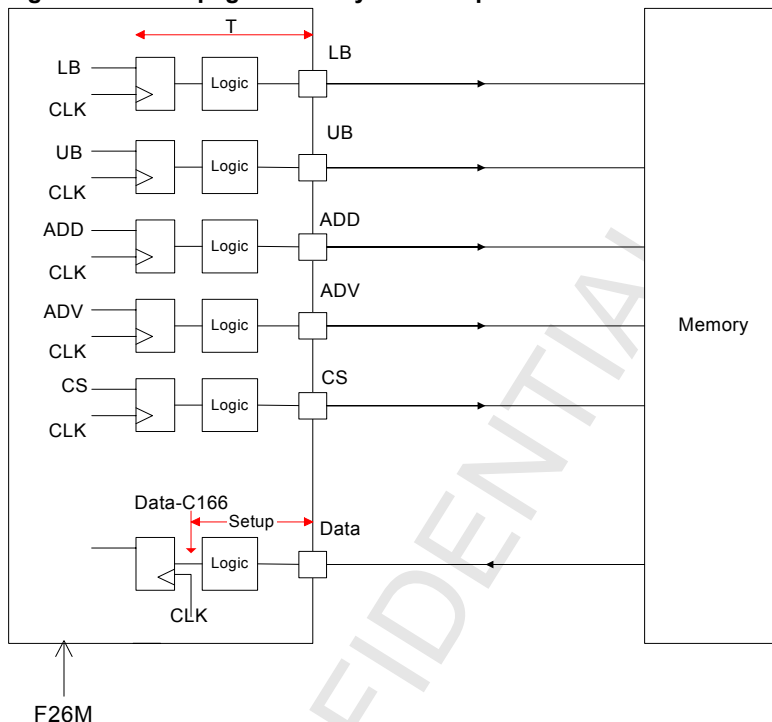 T
LB
LB
Logic
CLK
UB
UB
Logic
CLK
ADD
ADD
Logic
CLK
ADV
ADV
Logic
Memory
CLK
CS
CS
Logic
CLK
Data-C166
Setup
Data
Logic
CLK
F26M
FIDENTIAL